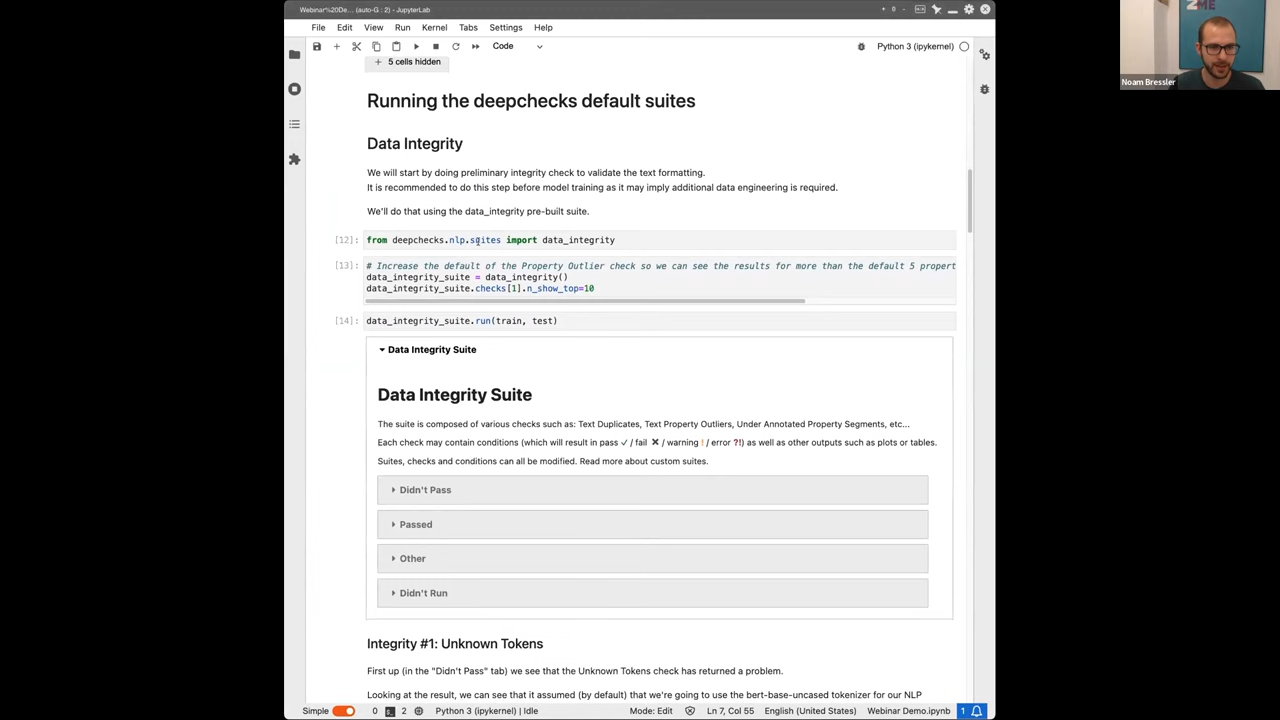 Webinar%20De... (auto-G : 2) - JupyterLab
0
File Edit View Run Kernel Tabs Settings Help
Code
Python 3 (ipykernel)
ME
Noam Bressler
+ 5 cells hidden
Running the deepchecks default suites
Data Integrity
We will start by doing preliminary integrity check to validate the text formatting.
It is recommended to do this step before model training as it may imply additional data engineering is required.
We'll do that using the data_integrity pre-built suite.
[12]: from deepchecks.nlp.suites import data_integrity
[13]: # Increase the default of the Property Outlier check so we can see the results for more than the default 5 propert
data_integrity_suite = data_integrity()
data_integrity_suite.checks[1].n_show_top=10
[14]: data_integrity_suite.run(train, test)
Data Integrity Suite
Data Integrity Suite
The suite is composed of various checks such as: Text Duplicates, Text Property Outliers, Under Annotated Property Segments, etc...
Each check may contain conditions (which will result in pass ✓ / fail ✖ / warning ! / error ?!) as well as other outputs such as plots or tables.
Suites, checks and conditions can all be modified. Read more about custom suites.
Didn't Pass
Passed
Other
Didn't Run
Integrity #1: Unknown Tokens
First up (in the "Didn't Pass" tab) we see that the Unknown Tokens check has returned a problem.
Looking at the result, we can see that it assumed (by default) that we're going to use the bert-base-uncased tokenizer for our NLP
Simple 0 2 Python 3 (ipykernel) | Idle Mode: Edit Ln 7, Col 55 English (United States) Webinar Demo.ipynb 1